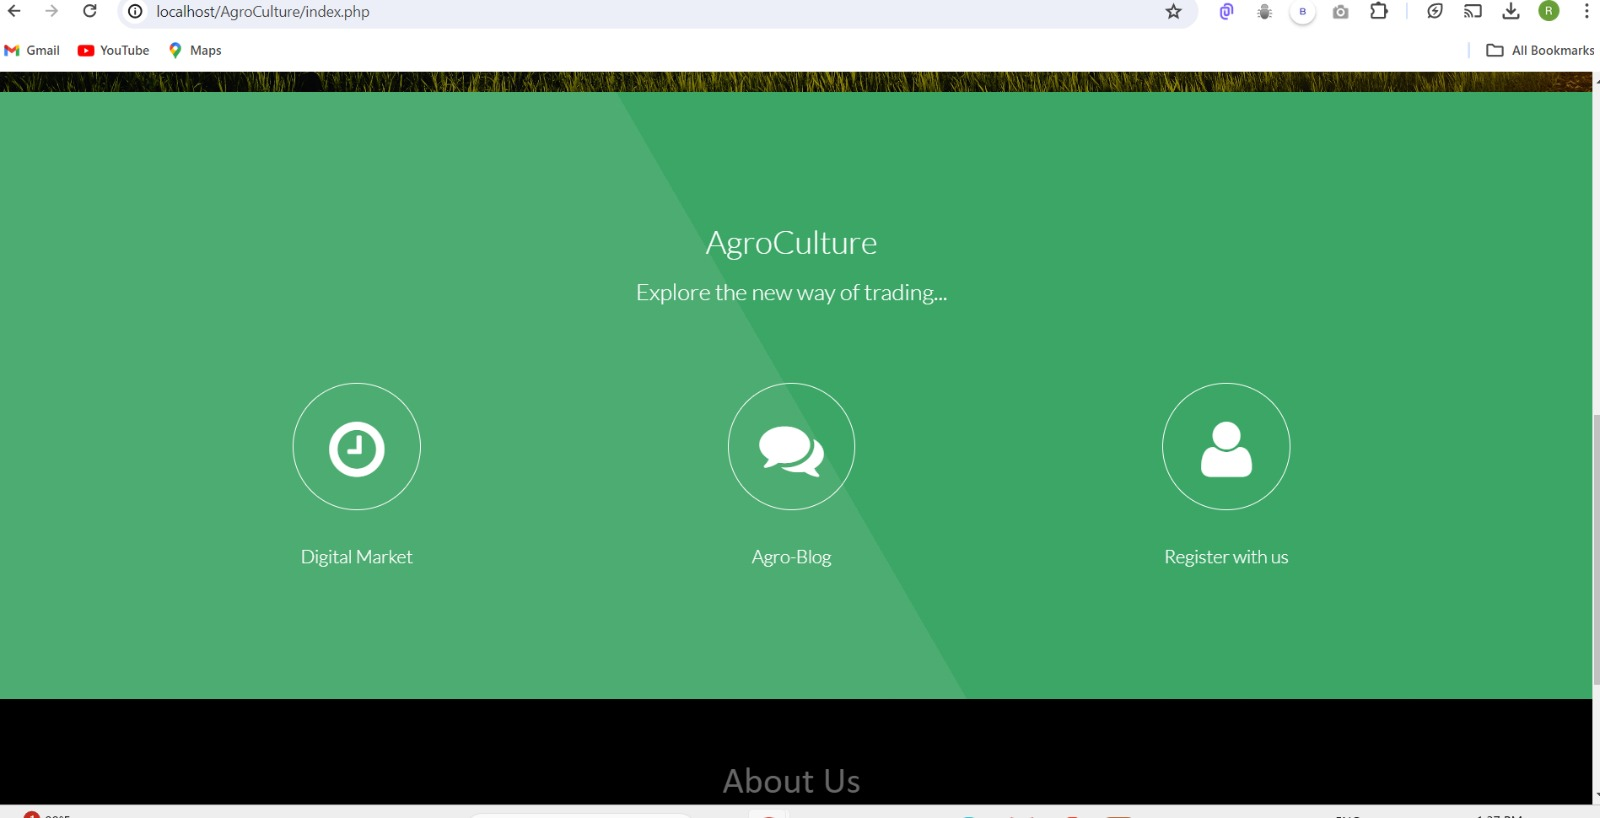 localhost/AgroCulture/index.php
R
B
Gmail
YouTube
Maps
All Bookmarks
AgroCulture
Explore the new way of trading...
Digital Market
Agro-Blog
Register with us
About Us